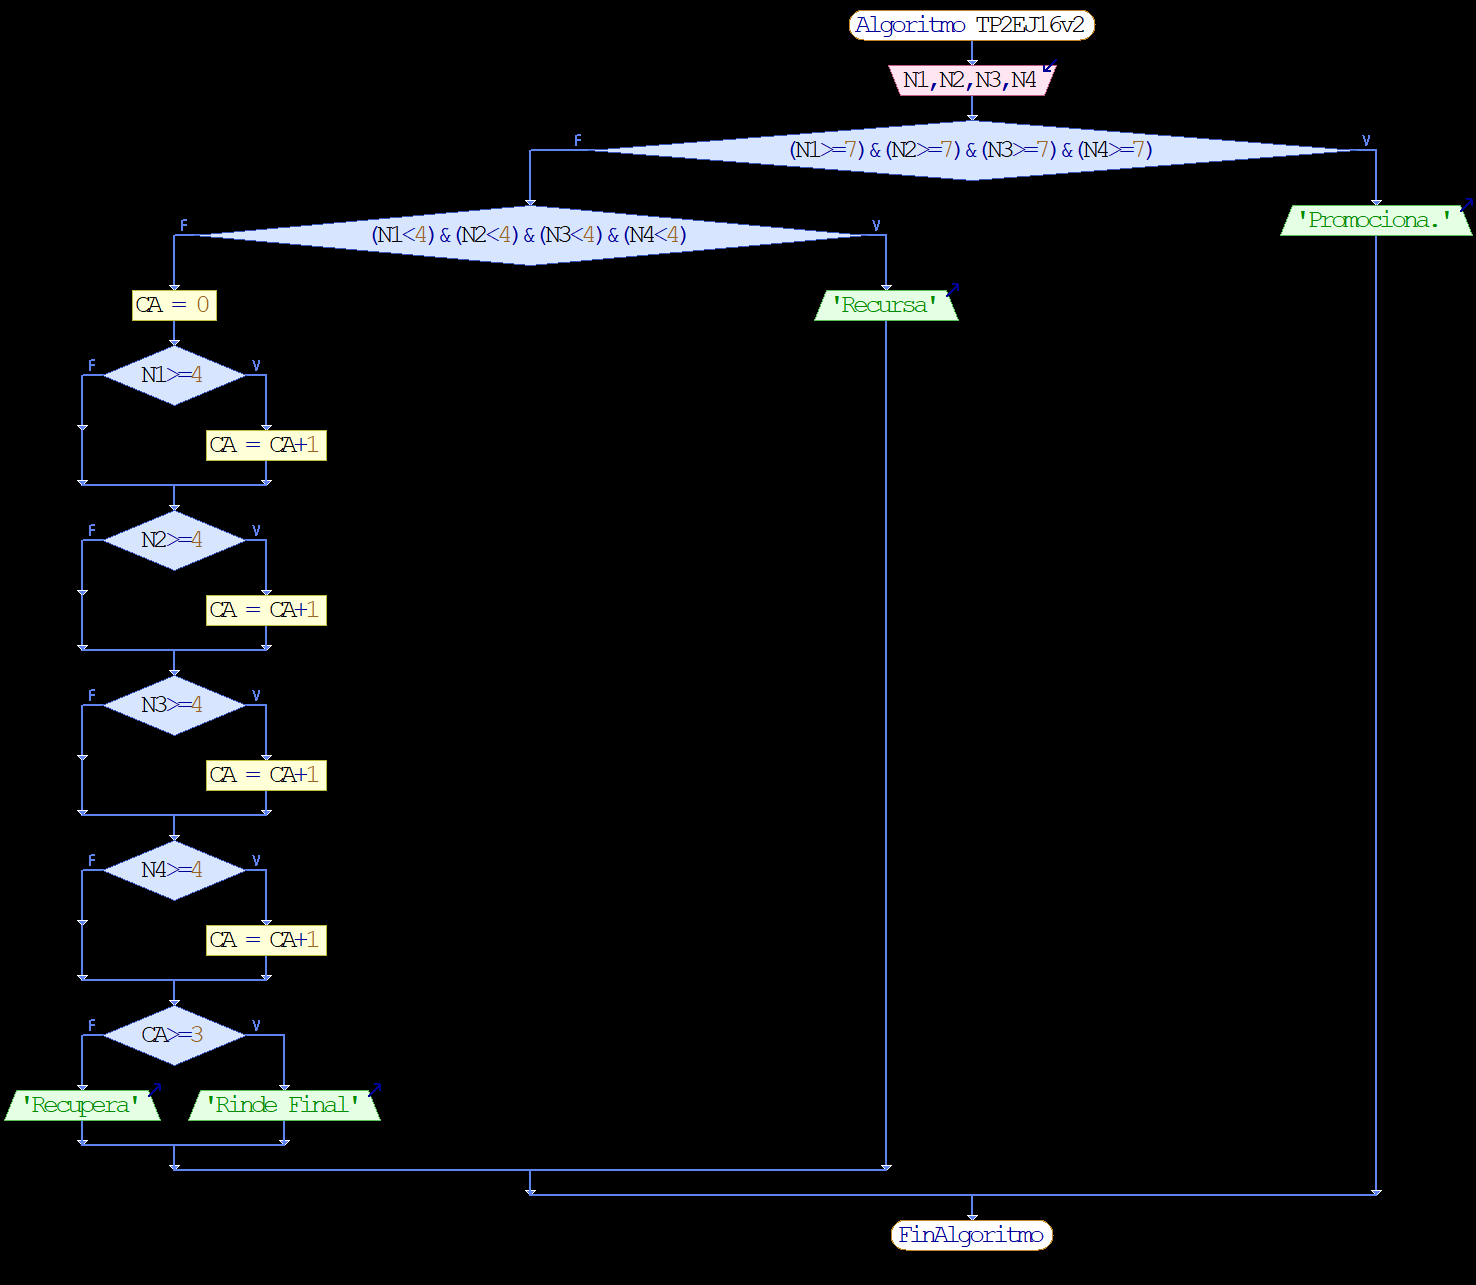 Algoritmo TP2EJ16v2
N1,N2,N3,N4
F
(N1>=7)&(N2>=7)&(N3>=7)&(N4>=7)
V
F
(N1<4)&(N2<4)&(N3<4)&(N4<4)
V
'Promociona.'
CA = 0
'Recursa'
F
N1>=4
V
CA = CA+1
F
N2>=4
V
CA = CA+1
F
N3>=4
V
CA = CA+1
F
N4>=4
V
CA = CA+1
F
CA>=3
V
'Recupera'
'Rinde Final'
FinAlgoritmo